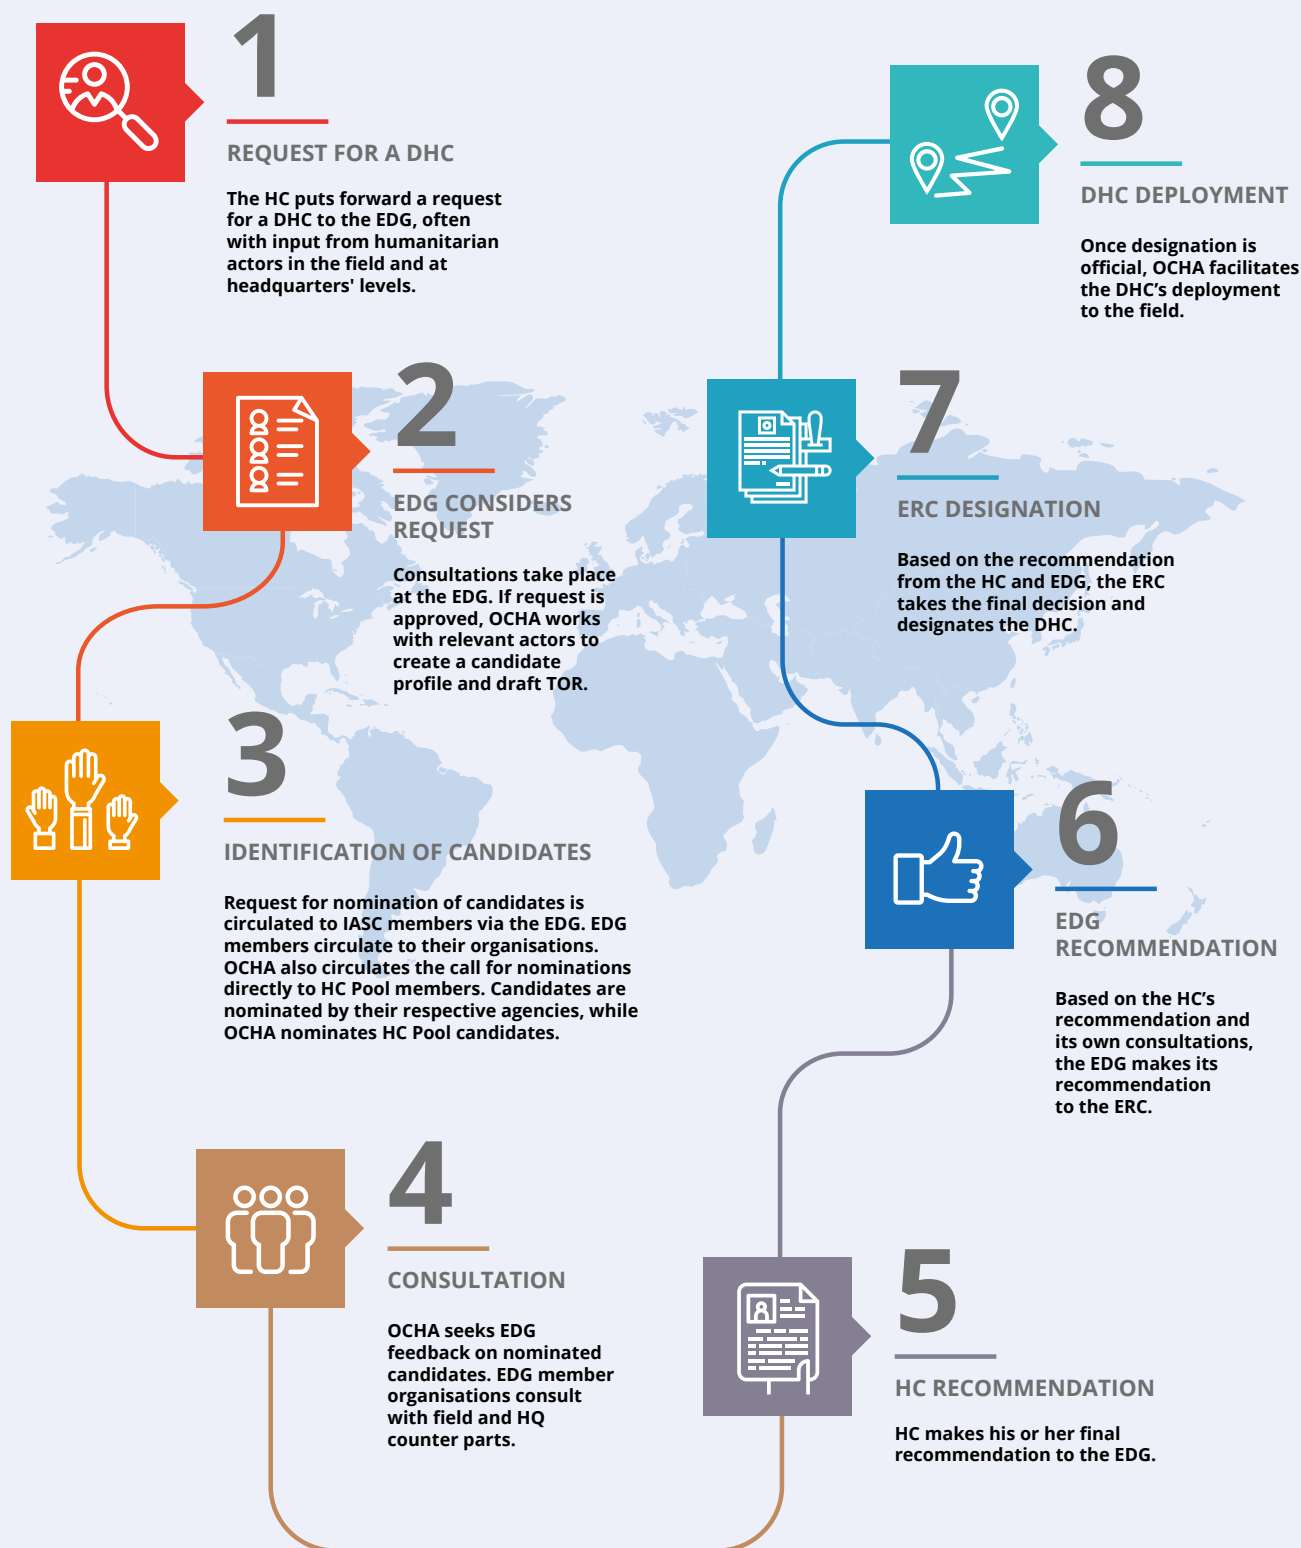 1
REQUEST FOR A DHC
The HC puts forward a request
for a DHC to the EDG, often
with input from humanitarian
actors in the field and at
headquarters' levels.
2
EDG CONSIDERS
REQUEST
Consultations take place
at the EDG. If request is
approved, OCHA works
with relevant actors to
create a candidate
profile and draft TOR.
3
IDENTIFICATION OF CANDIDATES
Request for nomination of candidates is
circulated to IASC members via the EDG. EDG
members circulate to their organisations.
OCHA also circulates the call for nominations
directly to HC Pool members. Candidates are
nominated by their respective agencies, while
OCHA nominates HC Pool candidates.
4
CONSULTATION
OCHA seeks EDG
feedback on nominated
candidates. EDG member
organisations consult
with field and HQ
counter parts.
5
HC RECOMMENDATION
HC makes his or her final
recommendation to the EDG.
6
EDG
RECOMMENDATION
Based on the HC’s
recommendation and
its own consultations,
the EDG makes its
recommendation
to the ERC.
7
ERC DESIGNATION
Based on the recommendation
from the HC and EDG, the ERC
takes the final decision and
designates the DHC.
8
DHC DEPLOYMENT
Once designation is
official, OCHA facilitates
the DHC’s deployment
to the field.